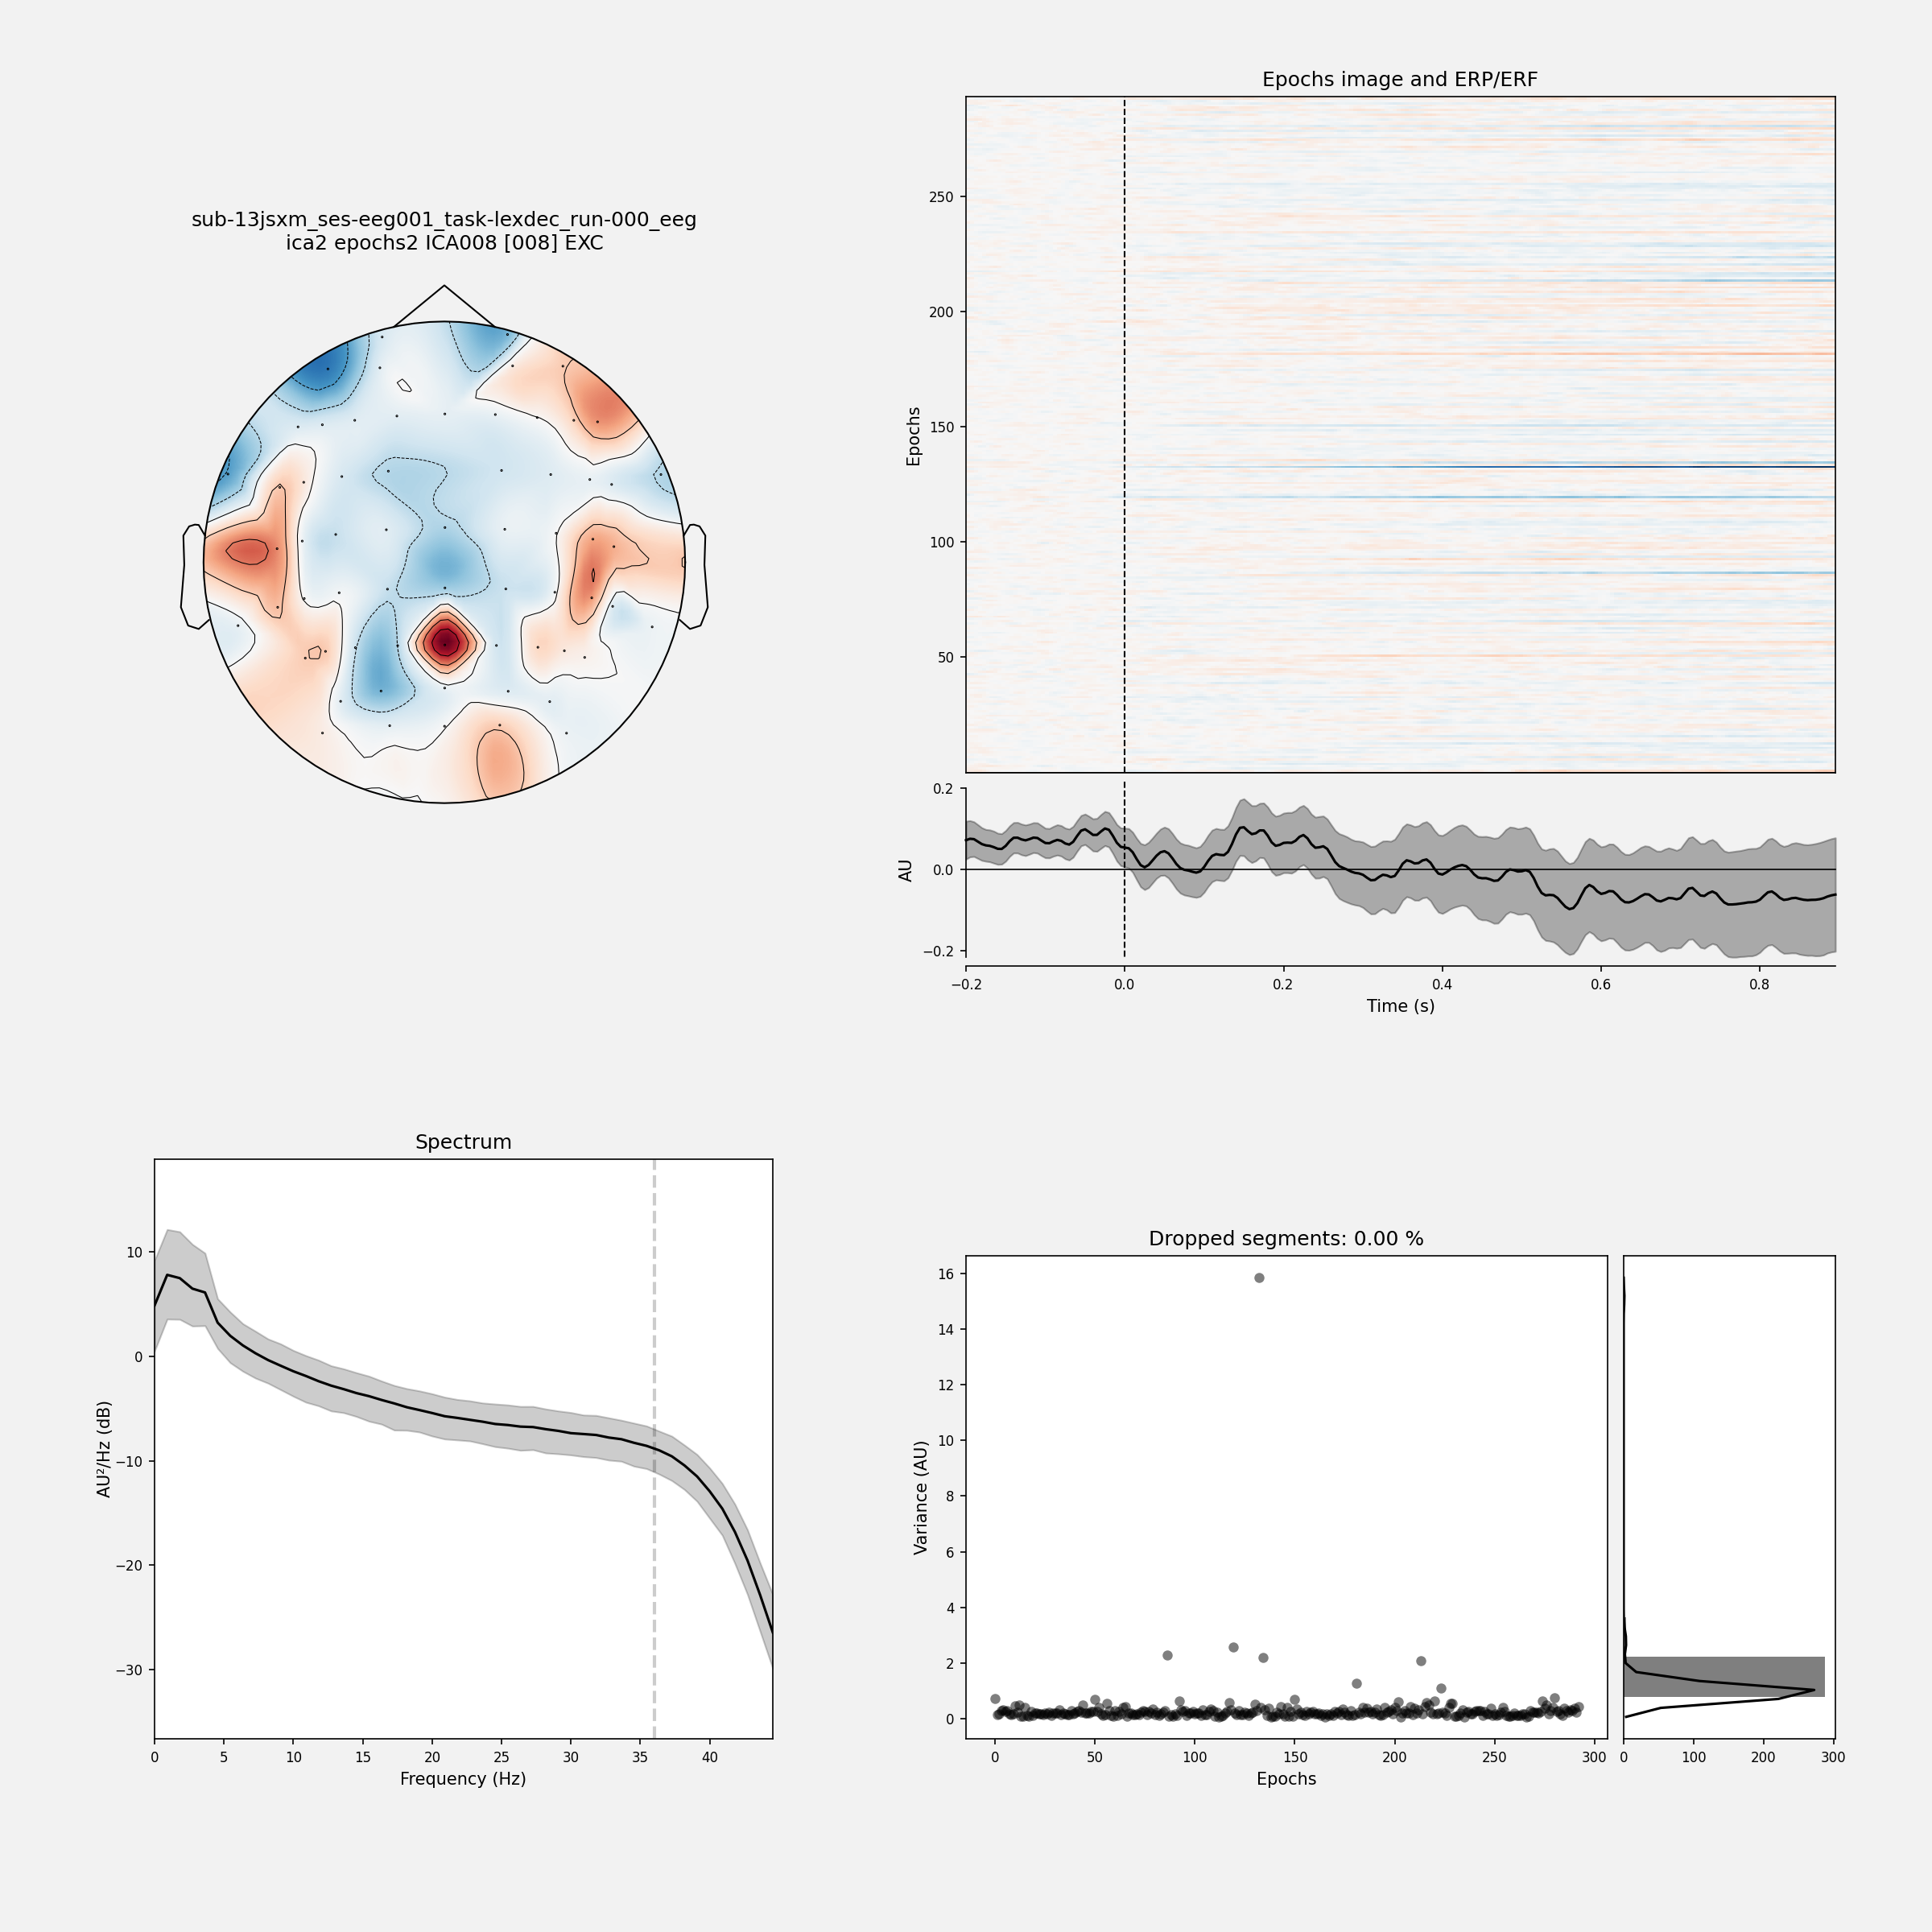 sub-13jsxm_ses-eeg001_task-lexdec_run-000_eeg
ica2 epochs2 ICA008 [008] EXC
Epochs image and ERP/ERF
Epochs
250
200
150
100
50
AU
0.2
0.0
−0.2
−0.2 0.0 0.2 0.4 0.6 0.8
Time (s)
Spectrum
AU²/Hz (dB)
10
0
−10
−20
−30
0 5 10 15 20 25 30 35 40
Frequency (Hz)
Dropped segments: 0.00 %
Variance (AU)
16
14
12
10
8
6
4
2
0
0 50 100 150 200 250 300
Epochs
0 100 200 300